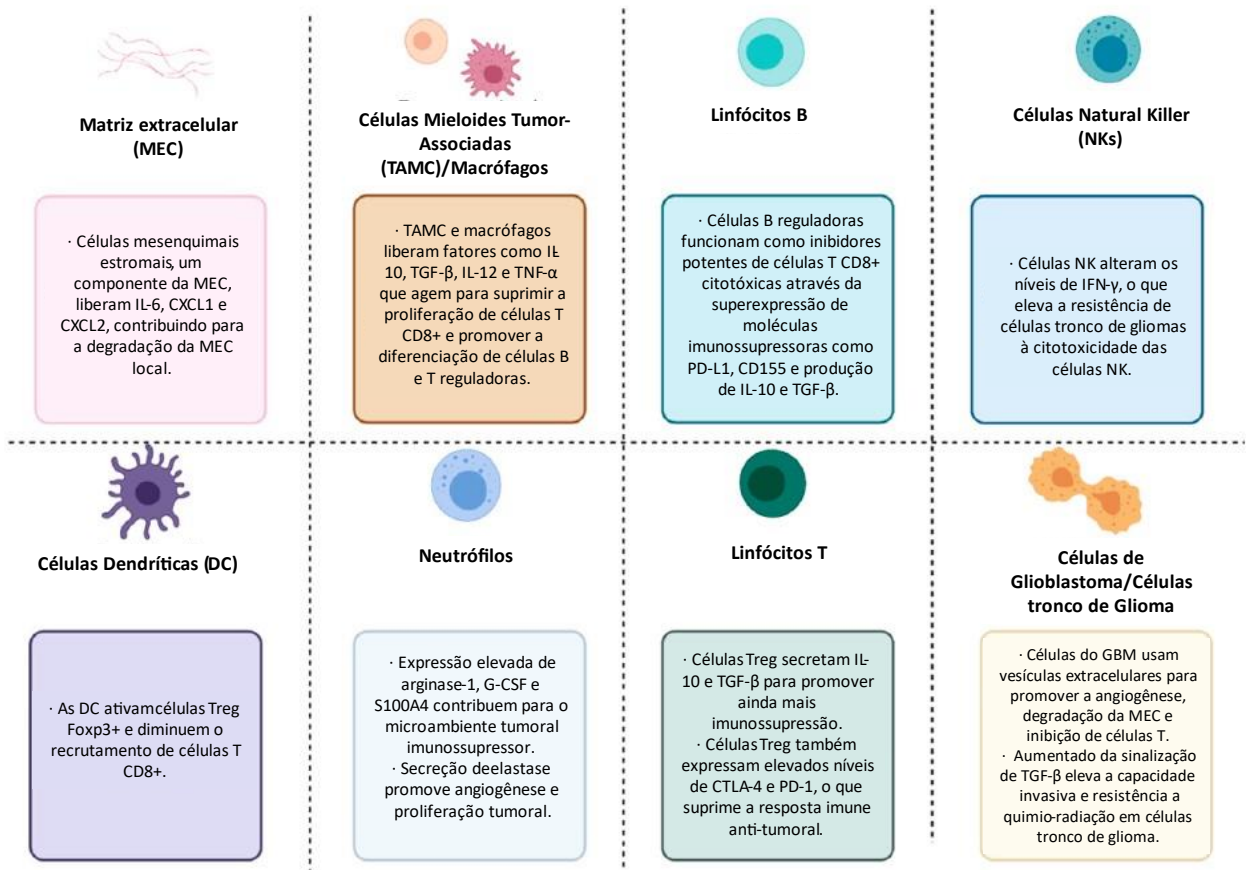 Matriz extracelular
(MEC)
· Células mesenquimais
estromais, um
componente da MEC,
liberam IL-6, CXCL1 e
CXCL2, contribuindo para
a degradação da MEC
local.
Células Mieloides Tumor-
Associadas
(TAMC)/Macrófagos
· TAMC e macrófagos
liberam fatores como IL-
10, TGF-β, IL-12 e TNF-α
que agem para suprimir a
proliferação de células T
CD8+ e promover a
diferenciação de células B
e T reguladoras.
Linfócitos B
· Células B reguladoras
funcionam como inibidores
potentes de células T CD8+
citotóxicas através da
superexpressão de
moléculas
imunossupressoras como
PD-L1, CD155 e produção
de IL-10 e TGF-β.
Células Natural Killer
(NKs)
· Células NK alteram os
níveis de IFN-γ, o que
eleva a resistência de
células tronco de gliomas
à citotoxicidade das
células NK.
Células Dendríticas (DC)
· As DC ativamcélulas Treg
Foxp3+ e diminuem o
recrutamento de células T
CD8+.
Neutrófilos
· Expressão elevada de
arginase-1, G-CSF e
S100A4 contribuem para o
microambiente tumoral
imunossupressor.
· Secreção deelastase
promove angiogênese e
proliferação tumoral.
Linfócitos T
· Células Treg secretam IL-
10 e TGF-β para promover
ainda mais
imunossupressão.
· Células Treg também
expressam elevados níveis
de CTLA-4 e PD-1, o que
suprime a resposta imune
anti-tumoral.
Células de
Glioblastoma/Células
tronco de Glioma
· Células do GBM usam
vesículas extracelulares para
promover a angiogênese,
degradação da MEC e
inibição de células T.
· Aumentado da sinalização
de TGF-β eleva a capacidade
invasiva e resistência a
quimio-radiação em células
tronco de glioma.